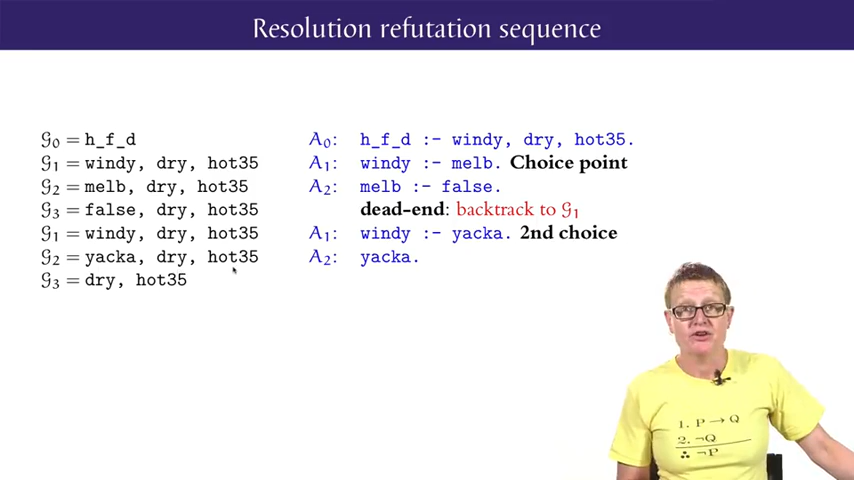 Resolution refutation sequence
𝒢₀ = h_f_d A₀: h_f_d :- windy, dry, hot35.
𝒢₁ = windy, dry, hot35 A₁: windy :- melb. Choice point
𝒢₂ = melb, dry, hot35 A₂: melb :- false.
𝒢₃ = false, dry, hot35 dead-end: backtrack to 𝒢₁
𝒢₁ = windy, dry, hot35 A₁: windy :- yacka. 2nd choice
𝒢₂ = yacka, dry, hot35 A₂: yacka.
𝒢₃ = dry, hot35
1. P → Q
2. ¬Q
∴ ¬P